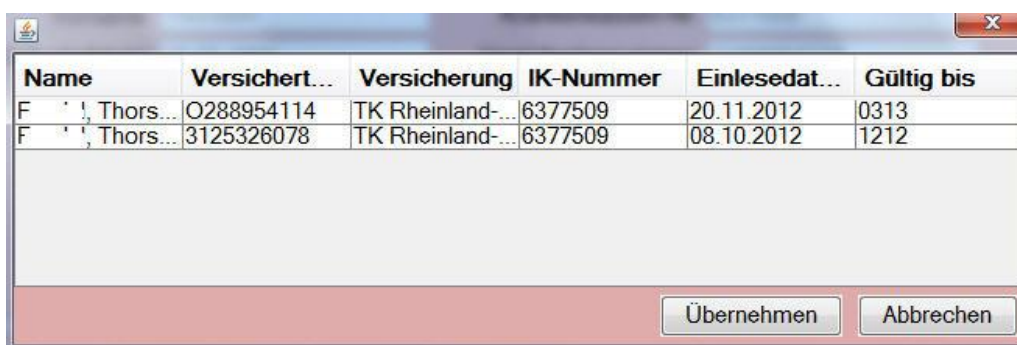 Name Versichert... Versicherung IK-Nummer Einlesedat... Gültig bis
F , Thors... O288954114 TK Rheinland-... 6377509 20.11.2012 0313
F , Thors... 3125326078 TK Rheinland-... 6377509 08.10.2012 1212
Übernehmen Abbrechen